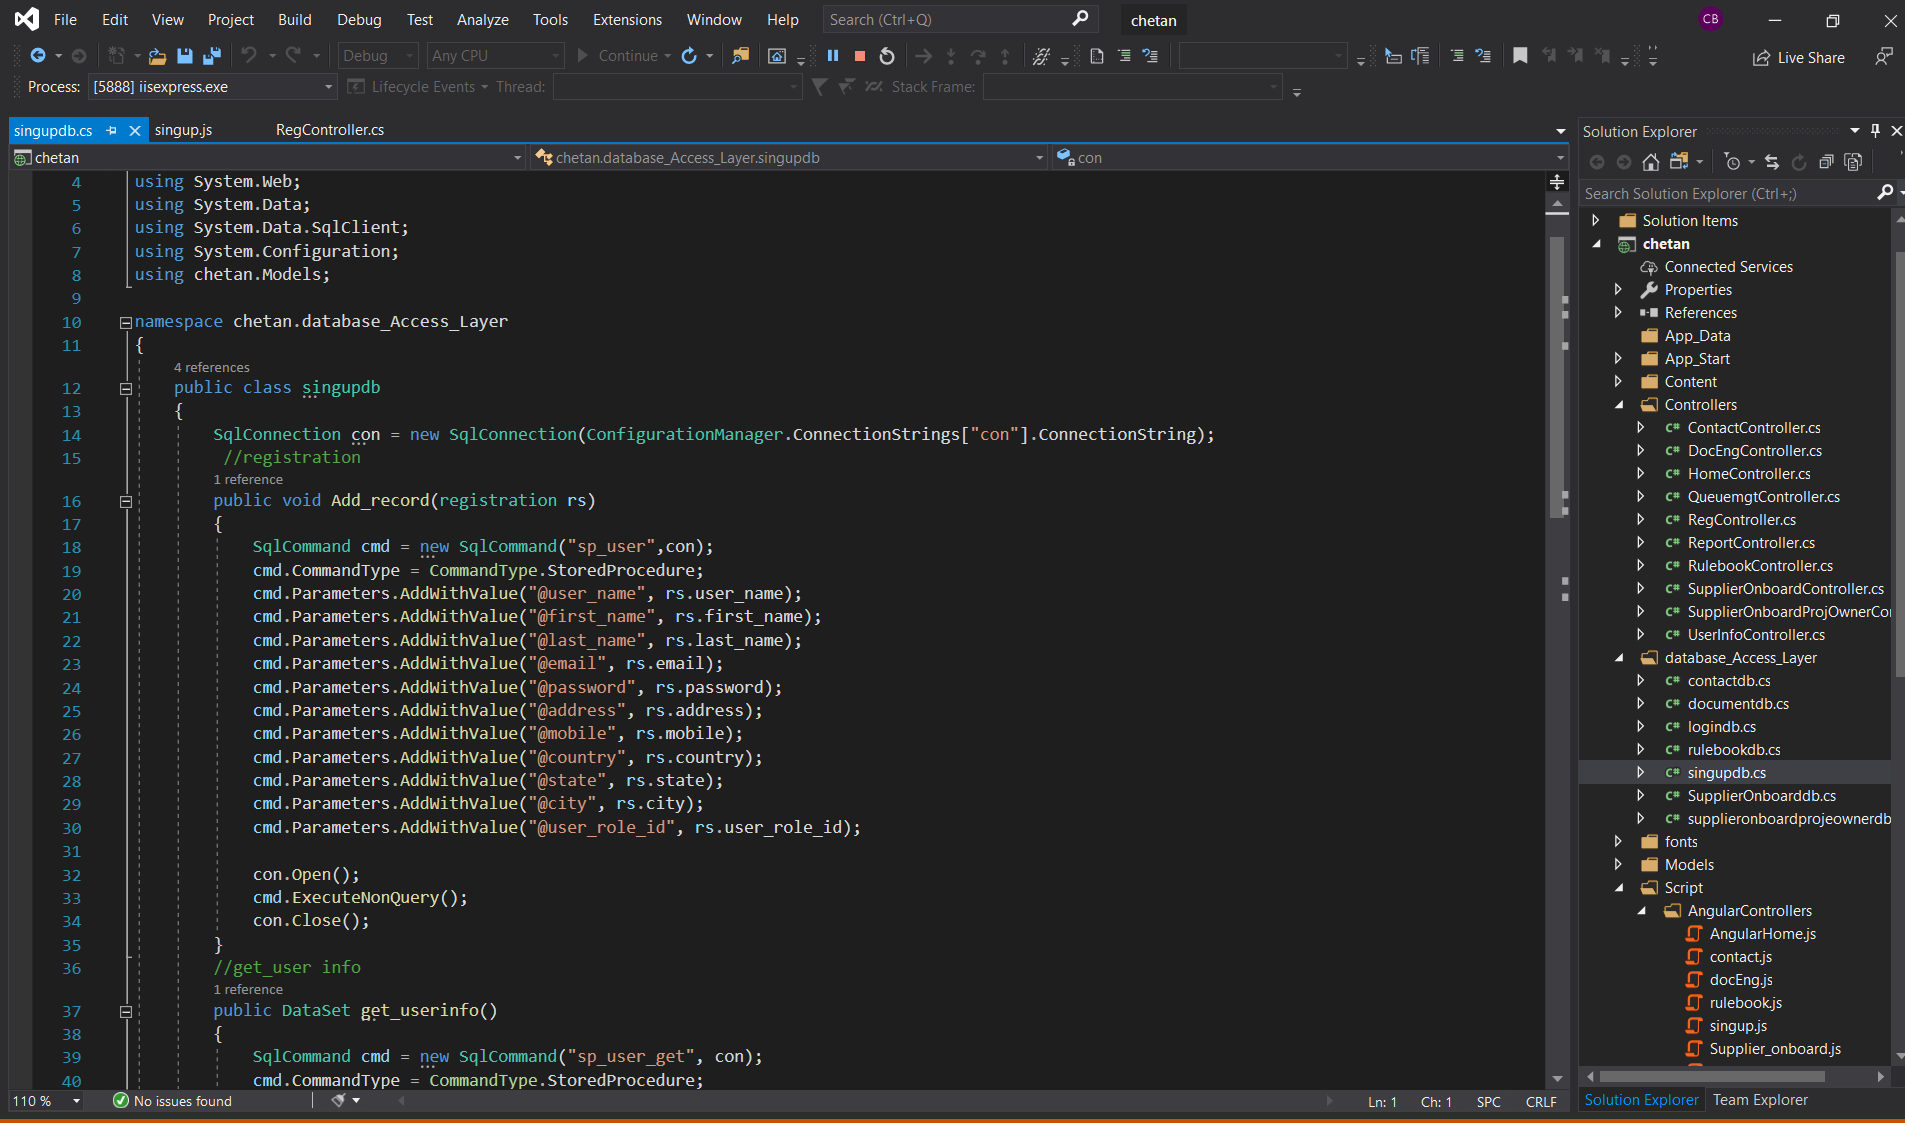 File Edit View Project Build Debug Test Analyze Tools Extensions Window Help Search (Ctrl+Q) chetan CB
Debug Any CPU Continue Live Share
Process: [5888] iisexpress.exe Lifecycle Events Thread: Stack Frame:
singupdb.cs singup.js RegController.cs
chetan chetan.database_Access_Layer.singupdb con
4 using System.Web;
5 using System.Data;
6 using System.Data.SqlClient;
7 using System.Configuration;
8 using chetan.Models;
9
10 namespace chetan.database_Access_Layer
11 {
4 references
12 public class singupdb
13 {
14 SqlConnection con = new SqlConnection(ConfigurationManager.ConnectionStrings["con"].ConnectionString);
15 //registration
1 reference
16 public void Add_record(registration rs)
17 {
18 SqlCommand cmd = new SqlCommand("sp_user",con);
19 cmd.CommandType = CommandType.StoredProcedure;
20 cmd.Parameters.AddWithValue("@user_name", rs.user_name);
21 cmd.Parameters.AddWithValue("@first_name", rs.first_name);
22 cmd.Parameters.AddWithValue("@last_name", rs.last_name);
23 cmd.Parameters.AddWithValue("@email", rs.email);
24 cmd.Parameters.AddWithValue("@password", rs.password);
25 cmd.Parameters.AddWithValue("@address", rs.address);
26 cmd.Parameters.AddWithValue("@mobile", rs.mobile);
27 cmd.Parameters.AddWithValue("@country", rs.country);
28 cmd.Parameters.AddWithValue("@state", rs.state);
29 cmd.Parameters.AddWithValue("@city", rs.city);
30 cmd.Parameters.AddWithValue("@user_role_id", rs.user_role_id);
31
32 con.Open();
33 cmd.ExecuteNonQuery();
34 con.Close();
35 }
36 //get_user info
1 reference
37 public DataSet get_userinfo()
38 {
39 SqlCommand cmd = new SqlCommand("sp_user_get", con);
40 cmd.CommandType = CommandType.StoredProcedure;
110 % No issues found Ln: 1 Ch: 1 SPC CRLF
Solution Explorer
Search Solution Explorer (Ctrl+;)
Solution Items
chetan
Connected Services
Properties
References
App_Data
App_Start
Content
Controllers
C# ContactController.cs
C# DocEngController.cs
C# HomeController.cs
C# QueuemgtController.cs
C# RegController.cs
C# ReportController.cs
C# RulebookController.cs
C# SupplierOnboardController.cs
C# SupplierOnboardProjOwnerCo
C# UserInfoController.cs
database_Access_Layer
C# contactdb.cs
C# documentdb.cs
C# logindb.cs
C# rulebookdb.cs
C# singupdb.cs
C# SupplierOnboarddb.cs
C# supplieronboardprojeownerdb
fonts
Models
Script
AngularControllers
AngularHome.js
contact.js
docEng.js
rulebook.js
singup.js
Supplier_onboard.js
Solution Explorer Team Explorer